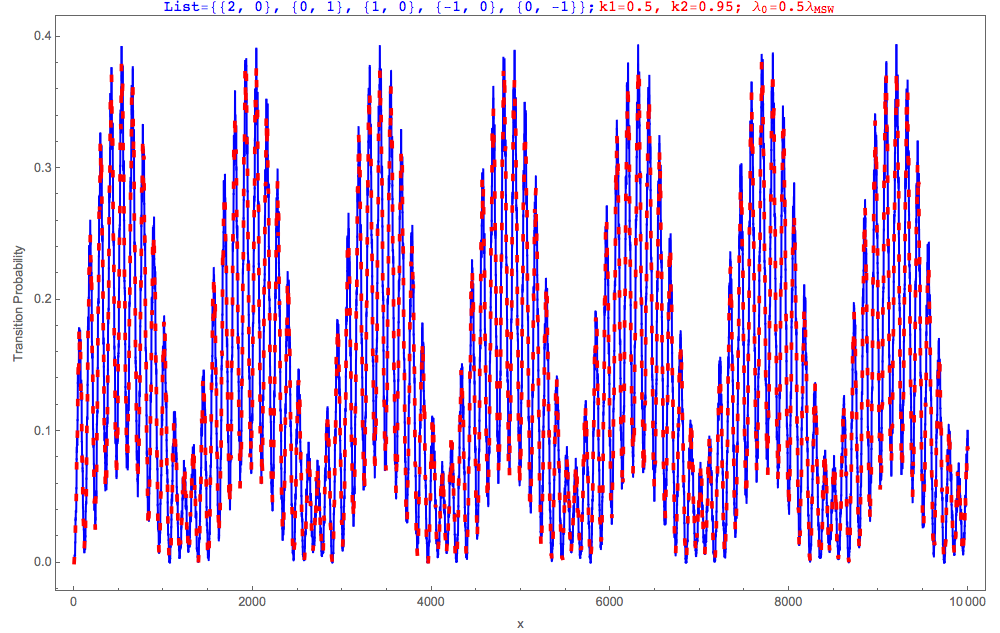 List={{2, 0}, {0, 1}, {1, 0}, {-1, 0}, {0, -1}};k1=0.5, k2=0.95; λ₀=0.5λMSW
0.4
0.3
0.2
0.1
0.0
Transition Probability
0 2000 4000 6000 8000 10000
x